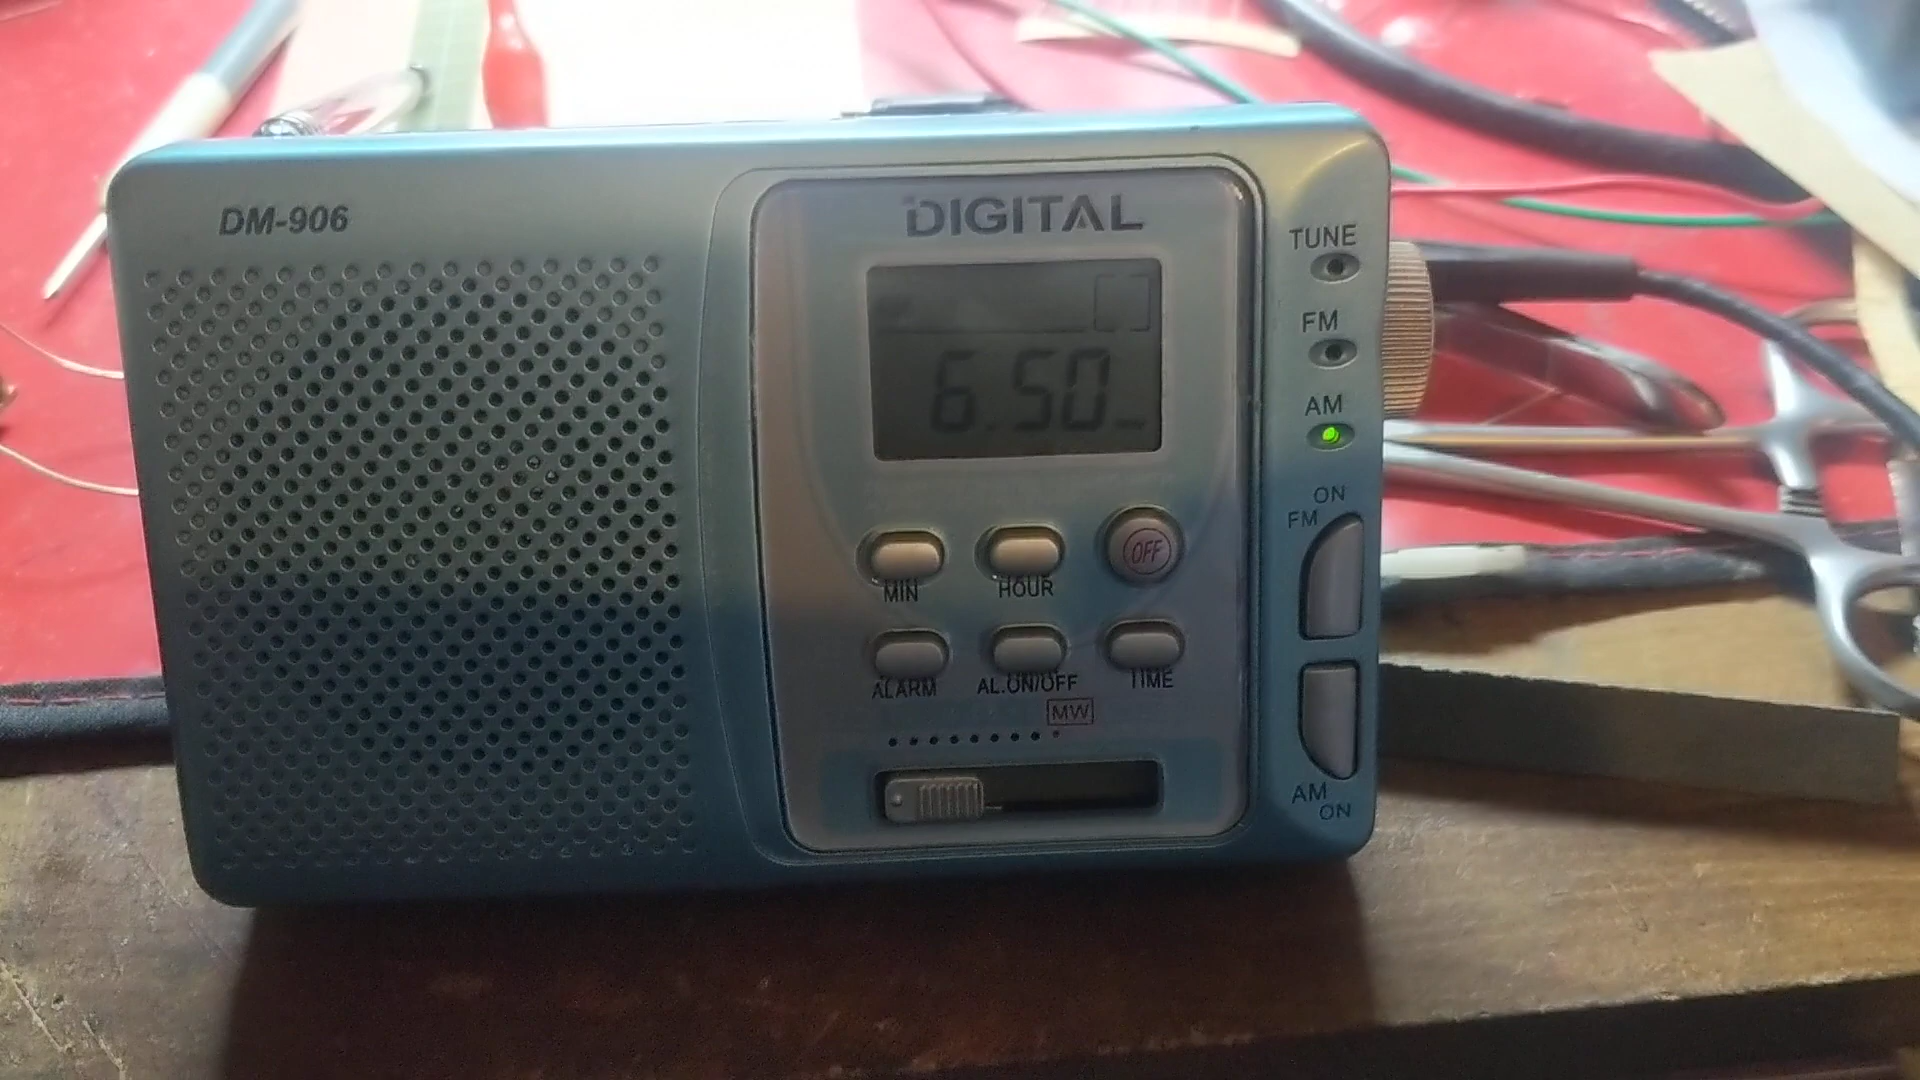 DM-906
DIGITAL
6.50
TUNE
FM
AM
ON
FM
OFF
MIN
HOUR
ALARM
AL.ON/OFF
TIME
MW
AM
ON